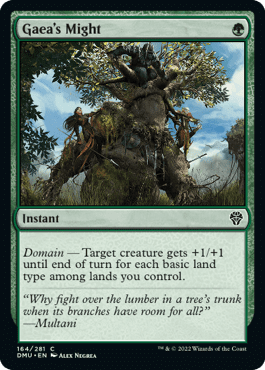 Gaea's Might
Instant
Domain — Target creature gets +1/+1
until end of turn for each basic land
type among lands you control.
“Why fight over the lumber in a tree's trunk
when its branches have room for all?”
—Multani
164/281 C
DMU • EN ALEX NEGREA
™ & © 2022 Wizards of the Coast